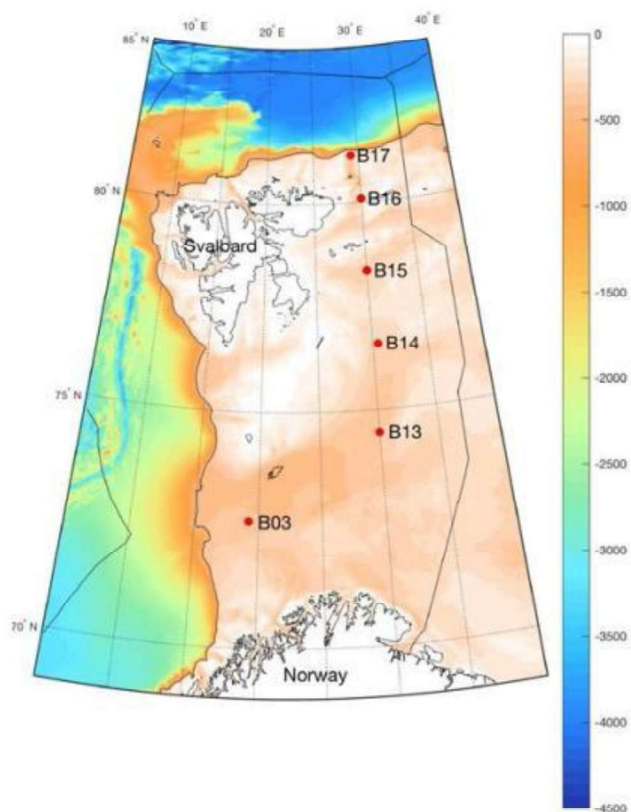 10° E
20° E
30° E
40° E
85° N
80° N
75° N
70° N
B17
B16
Svalbard
B15
B14
B13
B03
Norway
0
-500
-1000
-1500
-2000
-2500
-3000
-3500
-4000
-4500